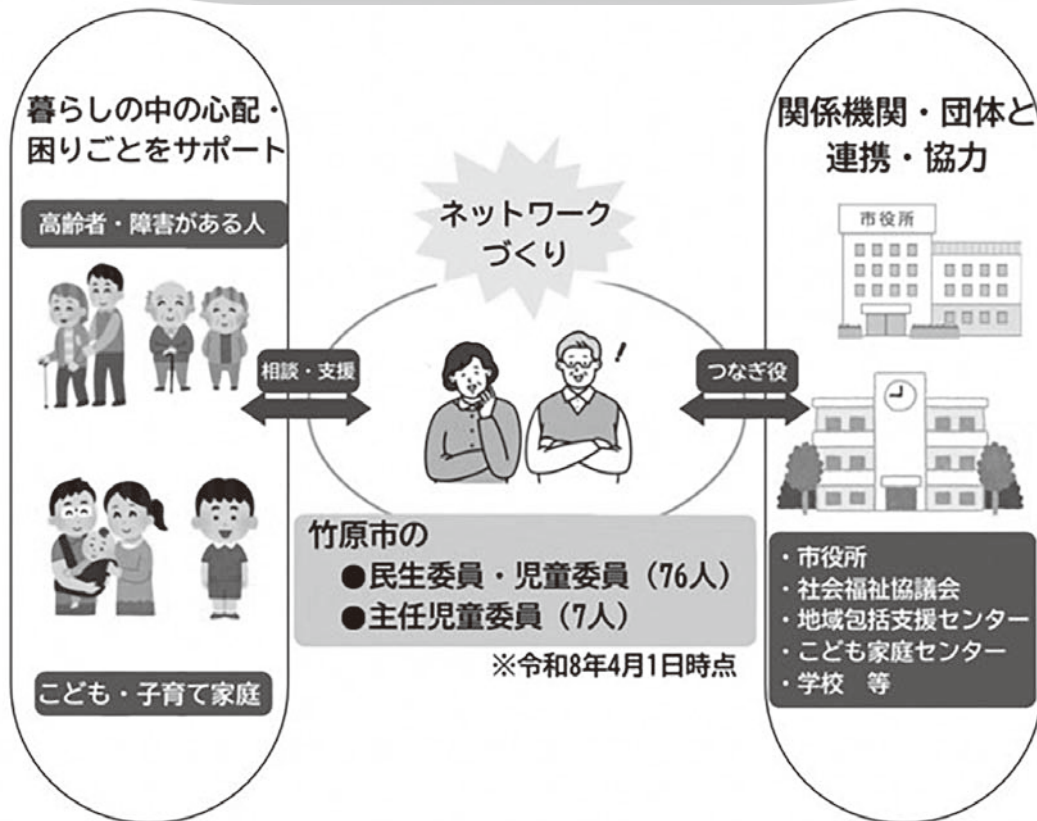 暮らしの中の心配・
困りごとをサポート
高齢者・障害がある人
こども・子育て家庭
相談・支援
ネットワーク
づくり
!
つなぎ役
竹原市の
●民生委員・児童委員（76人）
●主任児童委員（7人）
※令和8年4月1日時点
関係機関・団体と
連携・協力
市役所
・市役所
・社会福祉協議会
・地域包括支援センター
・こども家庭センター
・学校　等